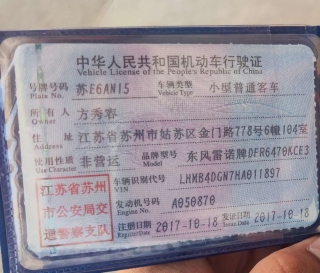 中华人民共和国机动车行驶证
Vehicle License of the People's Republic of China
号牌号码 Plate No. 苏E6AN15 车辆类型 Vehicle Type 小型普通客车
所有人 Owner 方秀容
住址 Address 江苏省苏州市姑苏区金门路778号6幢104室
使用性质 Use Character 非营运 品牌型号 Model 东风雷诺牌DFR6470KCE3
江苏省苏州市公安局交通警察支队
车辆识别代号 VIN LHMB4DGN7HA011897
发动机号码 Engine No. A050870
注册日期 2017-10-18 发证日期 2017-10-18